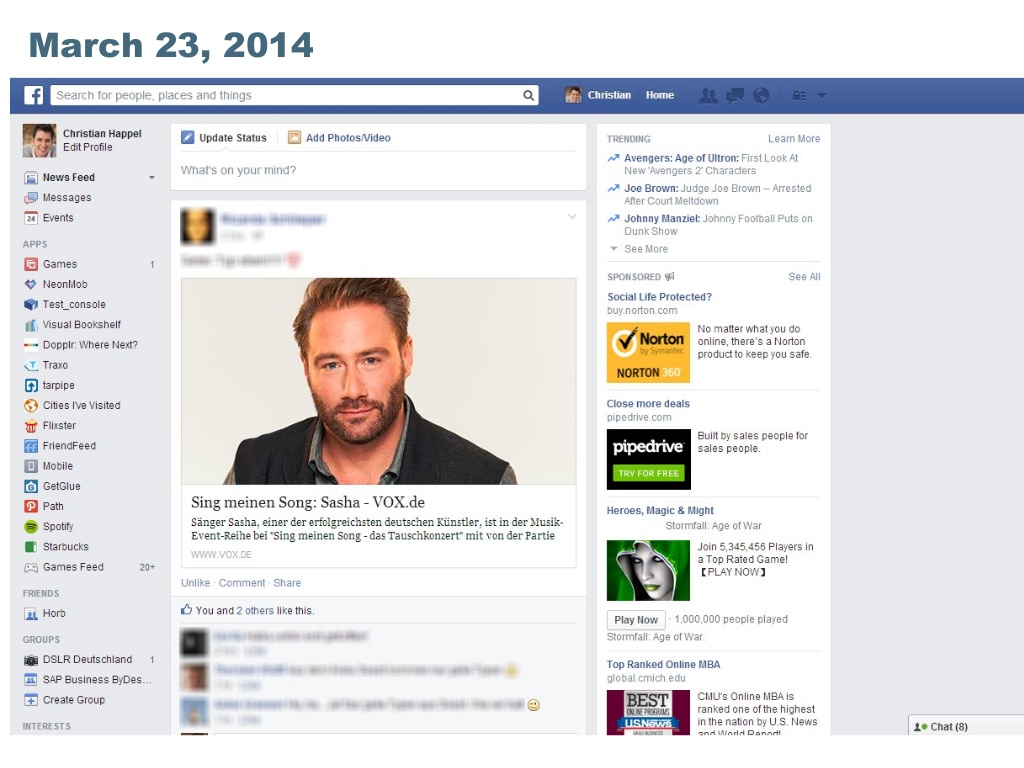 March 23, 2014
Search for people, places and things
Christian Home
Christian Happel
Edit Profile
News Feed
Messages
24 Events
APPS
Games 1
NeonMob
Test_console
Visual Bookshelf
Dopplr: Where Next?
Traxo
tarpipe
Cities I've Visited
Flixster
FriendFeed
Mobile
GetGlue
Path
Spotify
Starbucks
Games Feed 20+
FRIENDS
Horb
GROUPS
DSLR Deutschland 1
SAP Business ByDes...
Create Group
INTERESTS
Update Status Add Photos/Video
What's on your mind?
Sing meinen Song: Sasha - VOX.de
Sänger Sasha, einer der erfolgreichsten deutschen Künstler, ist in der Musik-
Event-Reihe bei "Sing meinen Song - das Tauschkonzert" mit von der Partie
WWW.VOX.DE
Unlike · Comment · Share
You and 2 others like this.
TRENDING Learn More
Avengers: Age of Ultron: First Look At
New 'Avengers 2' Characters
Joe Brown: Judge Joe Brown -- Arrested
After Court Meltdown
Johnny Manziel: Johnny Football Puts on
Dunk Show
See More
SPONSORED See All
Social Life Protected?
buy.norton.com
Norton
by Symantec
NORTON 360
No matter what you do
online, there's a Norton
product to keep you safe.
Close more deals
pipedrive.com
pipedrive
TRY FOR FREE
Built by sales people for
sales people.
Heroes, Magic & Might
Stormfall: Age of War
Join 5,345,456 Players in
a Top Rated Game!
【PLAY NOW】
Play Now · 1,000,000 people played
Stormfall: Age of War.
Top Ranked Online MBA
global.cmich.edu
BEST
ONLINE PROGRAMS
U.S.News
GRAD BUSINESS
CMU's Online MBA is
ranked one of the highest
in the nation by U.S. News
and World Report!
Chat (8)